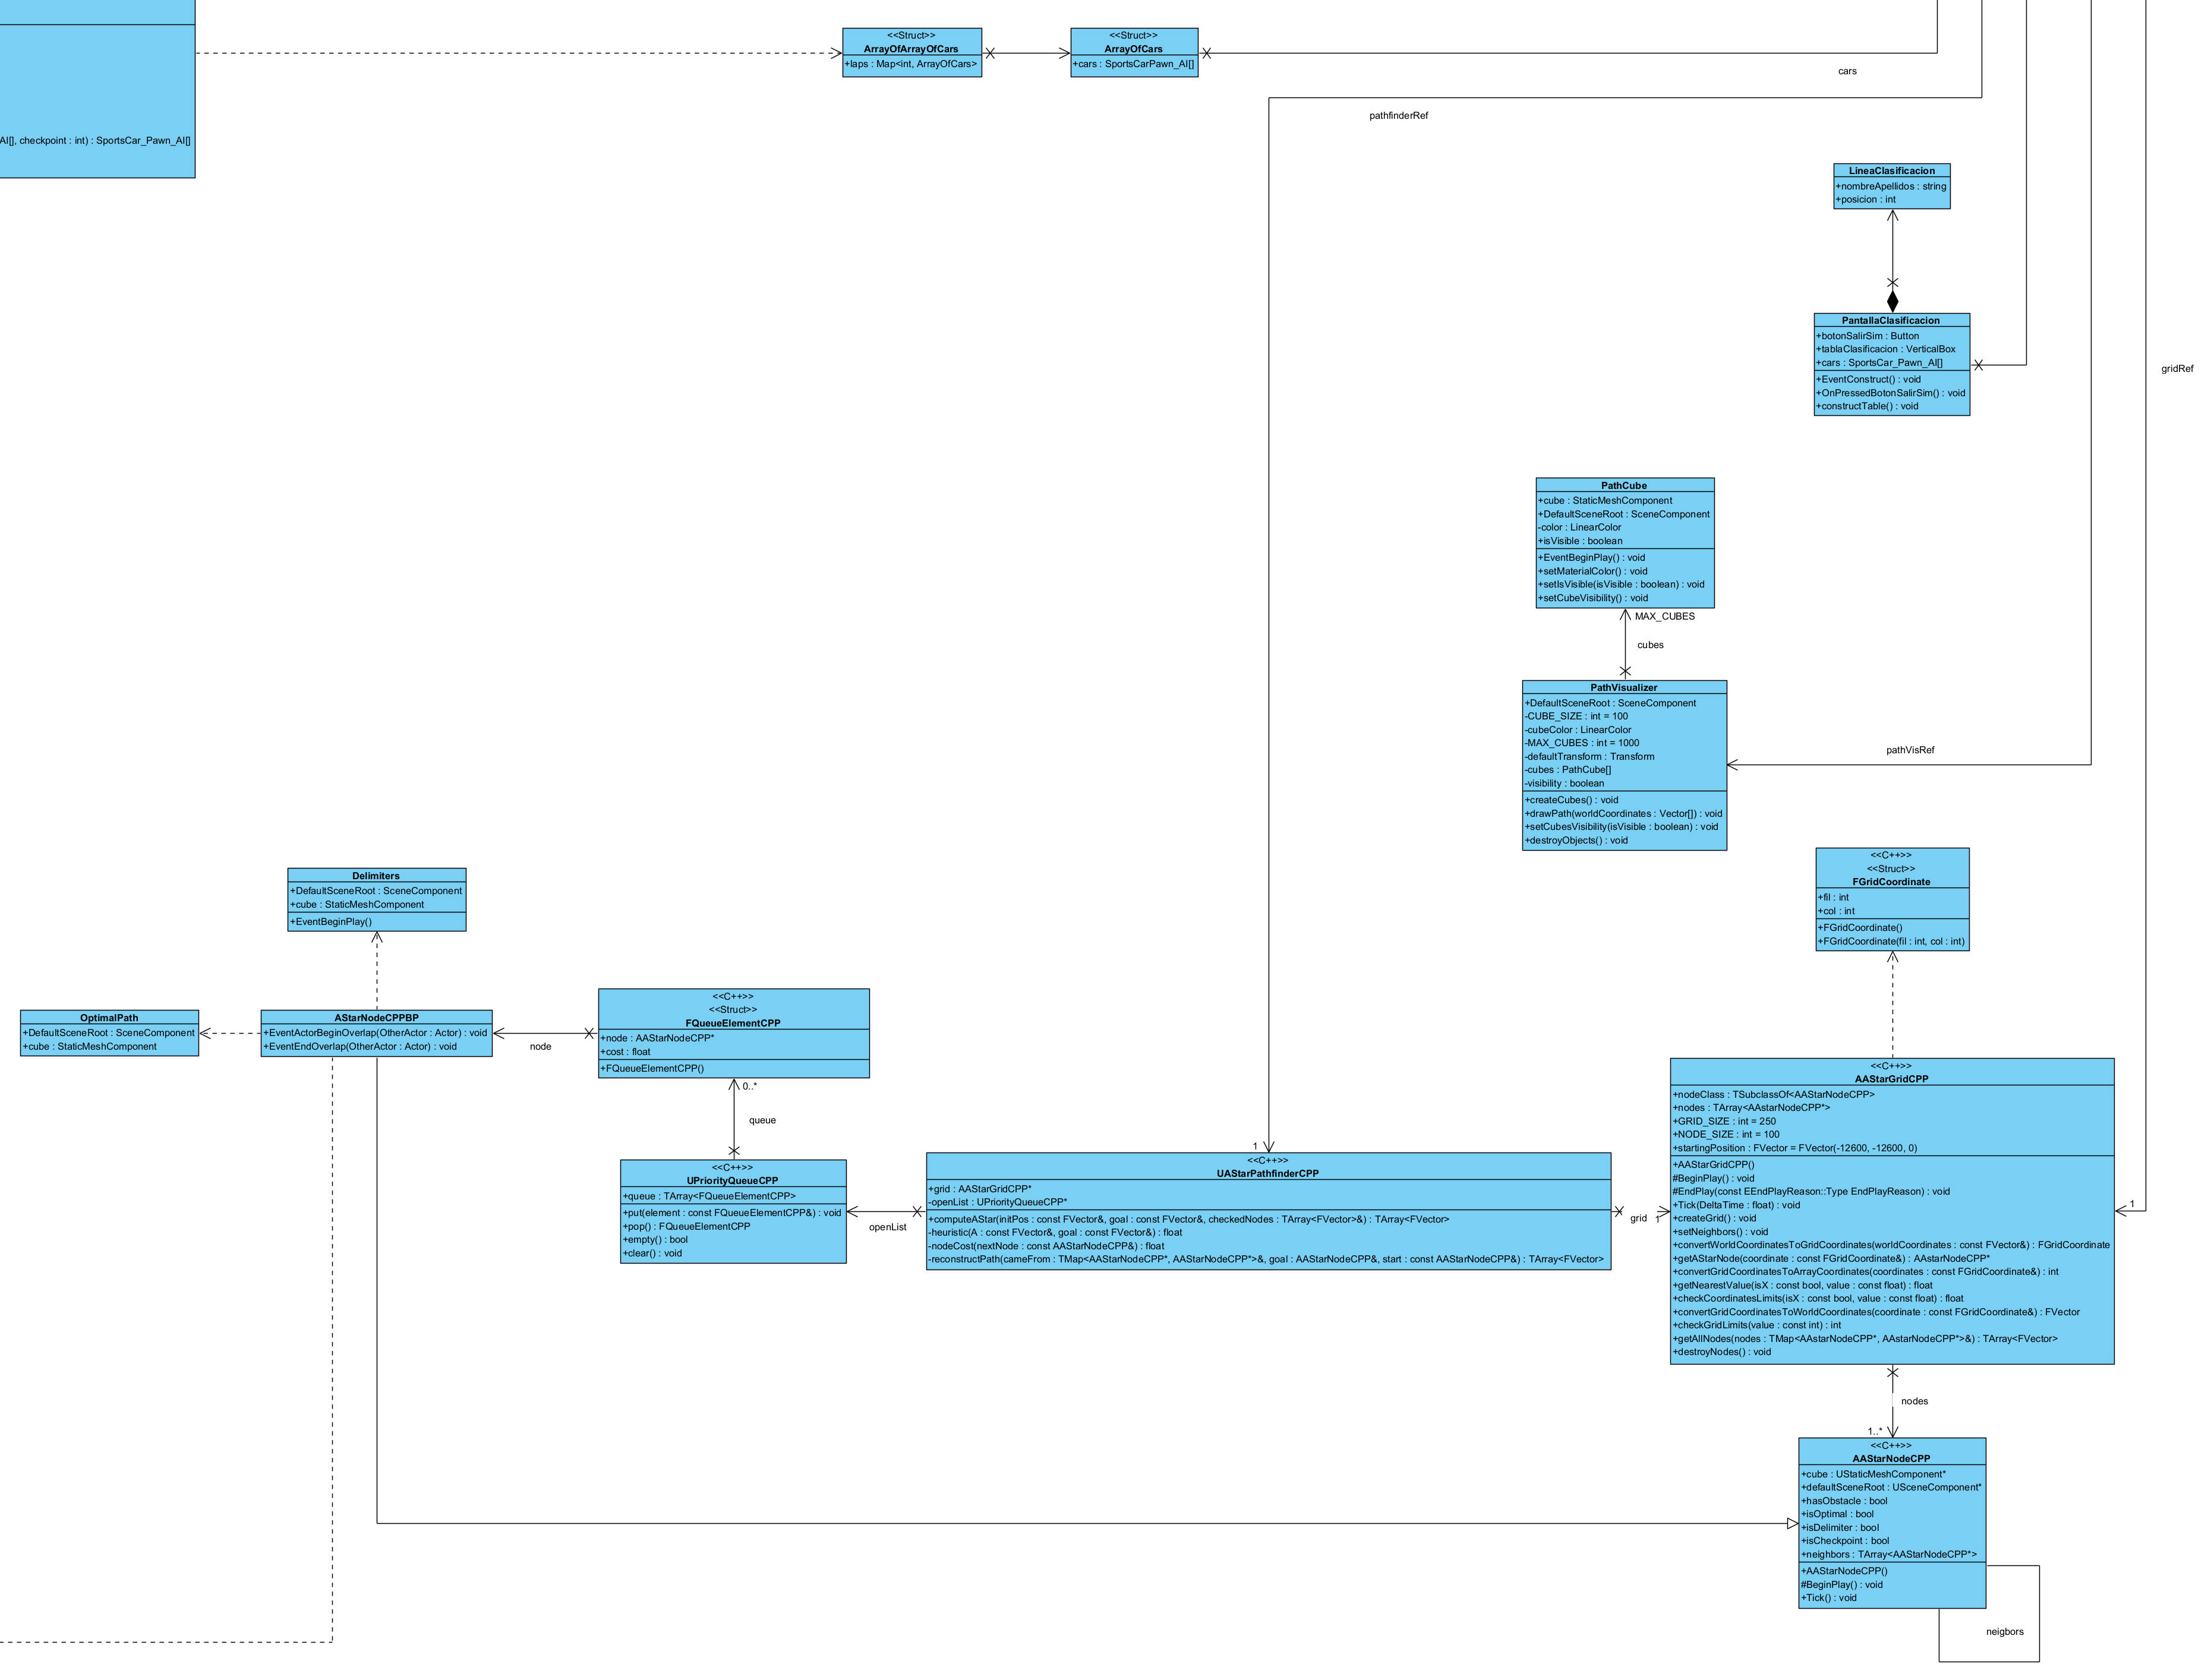 AI[], checkpoint : int) : SportsCar_Pawn_AI[]
<<Struct>>
ArrayOfArrayOfCars
+laps : Map<int, ArrayOfCars>
<<Struct>>
ArrayOfCars
+cars : SportsCarPawn_AI[]
cars
pathfinderRef
LineaClasificacion
+nombreApellidos : string
+posicion : int
PantallaClasificacion
+botonSalirSim : Button
+tablaClasificacion : VerticalBox
+cars : SportsCar_Pawn_AI[]
+EventConstruct() : void
+OnPressedBotonSalirSim() : void
+constructTable() : void
gridRef
PathCube
+cube : StaticMeshComponent
+DefaultSceneRoot : SceneComponent
-color : LinearColor
+isVisible : boolean
+EventBeginPlay() : void
+setMaterialColor() : void
+setIsVisible(isVisible : boolean) : void
+setCubeVisibility() : void
MAX_CUBES
cubes
PathVisualizer
+DefaultSceneRoot : SceneComponent
-CUBE_SIZE : int = 100
-cubeColor : LinearColor
-MAX_CUBES : int = 1000
-defaultTransform : Transform
-cubes : PathCube[]
-visibility : boolean
+createCubes() : void
+drawPath(worldCoordinates : Vector[]) : void
+setCubesVisibility(isVisible : boolean) : void
+destroyObjects() : void
pathVisRef
<<C++>>
<<Struct>>
FGridCoordinate
+fil : int
+col : int
+FGridCoordinate()
+FGridCoordinate(fil : int, col : int)
Delimiters
+DefaultSceneRoot : SceneComponent
+cube : StaticMeshComponent
+EventBeginPlay()
OptimalPath
+DefaultSceneRoot : SceneComponent
+cube : StaticMeshComponent
AStarNodeCPPBP
+EventActorBeginOverlap(OtherActor : Actor) : void
+EventEndOverlap(OtherActor : Actor) : void
node
<<C++>>
<<Struct>>
FQueueElementCPP
+node : AAStarNodeCPP*
+cost : float
+FQueueElementCPP()
0..*
queue
<<C++>>
UPriorityQueueCPP
+queue : TArray<FQueueElementCPP>
+put(element : const FQueueElementCPP&) : void
+pop() : FQueueElementCPP
+empty() : bool
+clear() : void
openList
1
<<C++>>
UAStarPathfinderCPP
+grid : AAStarGridCPP*
-openList : UPriorityQueueCPP*
+computeAStar(initPos : const FVector&, goal : const FVector&, checkedNodes : TArray<FVector>&) : TArray<FVector>
-heuristic(A : const FVector&, goal : const FVector&) : float
-nodeCost(nextNode : const AAStarNodeCPP&) : float
-reconstructPath(cameFrom : TMap<AAStarNodeCPP*, AAStarNodeCPP*>&, goal : AAStarNodeCPP&, start : const AAStarNodeCPP&) : TArray<FVector>
grid
1
<<C++>>
AAStarGridCPP
+nodeClass : TSubclassOf<AAStarNodeCPP>
+nodes : TArray<AAstarNodeCPP*>
+GRID_SIZE : int = 250
+NODE_SIZE : int = 100
+startingPosition : FVector = FVector(-12600, -12600, 0)
+AAStarGridCPP()
#BeginPlay() : void
#EndPlay(const EEndPlayReason::Type EndPlayReason) : void
+Tick(DeltaTime : float) : void
+createGrid() : void
+setNeighbors() : void
+convertWorldCoordinatesToGridCoordinates(worldCoordinates : const FVector&) : FGridCoordinate
+getAStarNode(coordinate : const FGridCoordinate&) : AAstarNodeCPP*
+convertGridCoordinatesToArrayCoordinates(coordinates : const FGridCoordinate&) : int
+getNearestValue(isX : const bool, value : const float) : float
+checkCoordinatesLimits(isX : const bool, value : const float) : float
+convertGridCoordinatesToWorldCoordinates(coordinate : const FGridCoordinate&) : FVector
+checkGridLimits(value : const int) : int
+getAllNodes(nodes : TMap<AAstarNodeCPP*, AAstarNodeCPP*>&) : TArray<FVector>
+destroyNodes() : void
1
nodes
1..*
<<C++>>
AAStarNodeCPP
+cube : UStaticMeshComponent*
+defaultSceneRoot : USceneComponent*
+hasObstacle : bool
+isOptimal : bool
+isDelimiter : bool
+isCheckpoint : bool
+neighbors : TArray<AAStarNodeCPP*>
+AAStarNodeCPP()
#BeginPlay() : void
+Tick() : void
neigbors